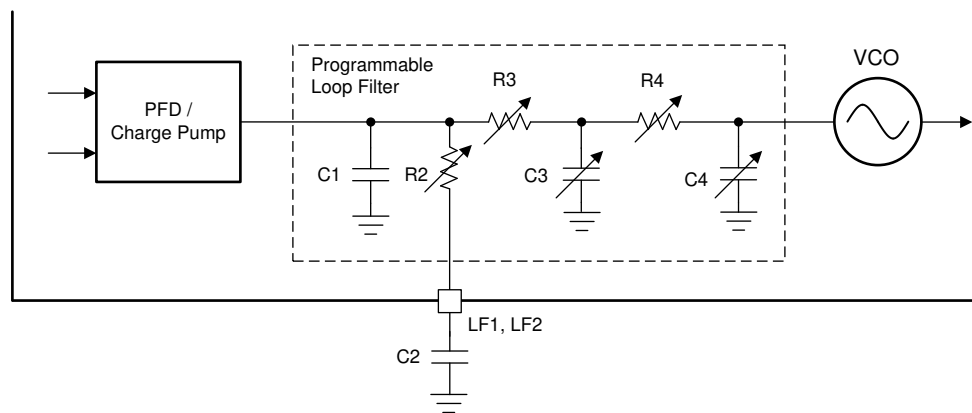 Programmable
Loop Filter
VCO
R3
R4
PFD /
Charge Pump
C1
R2
C3
C4
LF1, LF2
C2